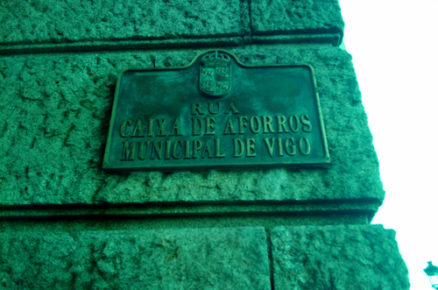 RUA
CAIXA DE AFORROS
MUNICIPAL DE VIGO